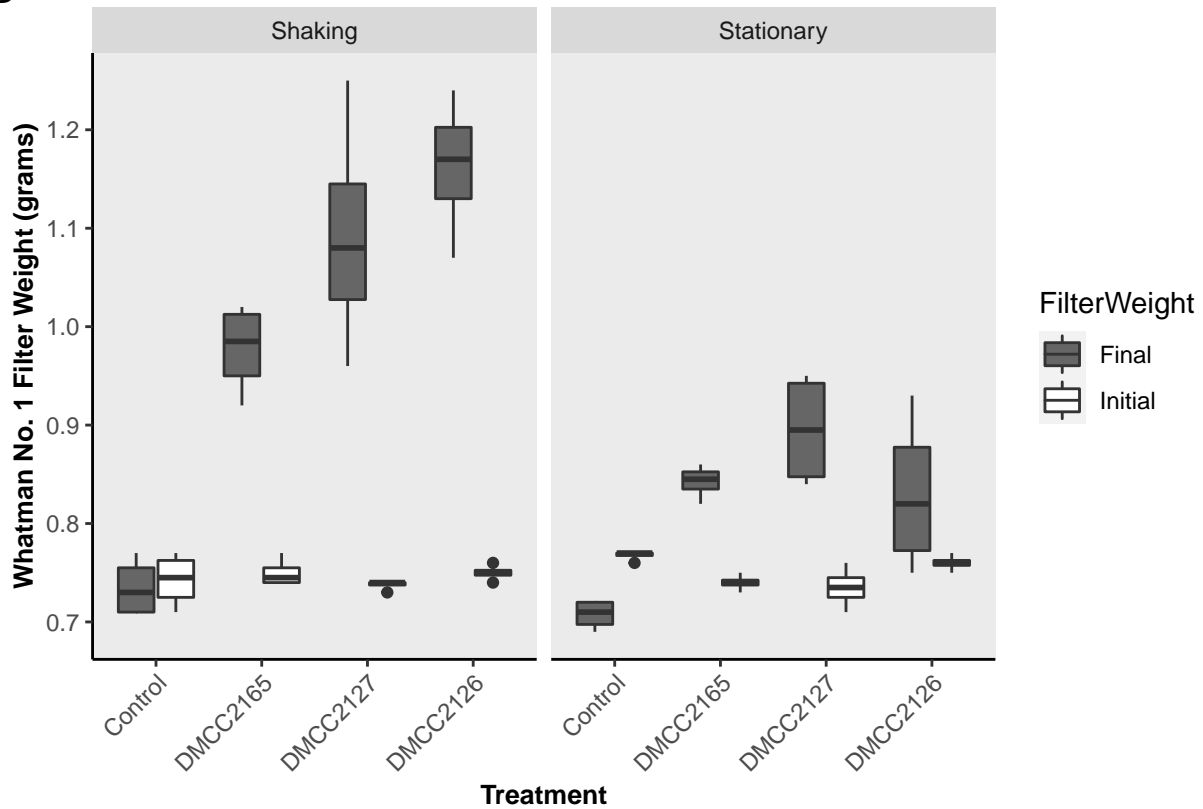 Shaking
Stationary
Whatman No. 1 Filter Weight (grams)
1.2
1.1
1.0
0.9
0.8
0.7
Control
DMCC2165
DMCC2127
DMCC2126
Control
DMCC2165
DMCC2127
DMCC2126
Treatment
FilterWeight
Final
Initial